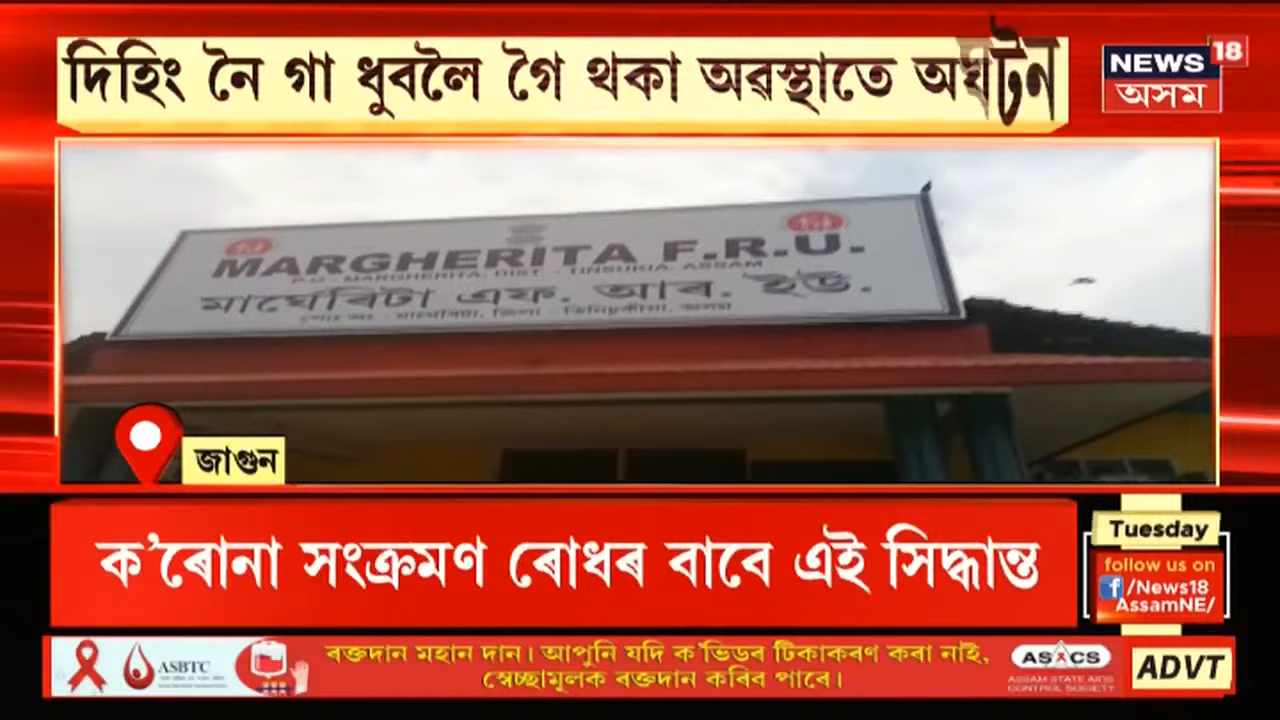 দিহিং নৈ গা ধুবলৈ গৈ থকা অৱস্থাতে অঘটন
NEWS 18
অসম
MARGHERITA F.R.U.
P.O - MARGHERITA, DIST - TINSUKIA, ASSAM
মাৰ্ঘেৰিটা এফ. আৰ. ইউ.
জাগুন
ক'ৰোনা সংক্ৰমণ ৰোধৰ বাবে এই সিদ্ধান্ত
Tuesday
follow us on
/News18
AssamNE/
ASBTC
ৰক্তদান মহান দান। আপুনি যদি ক'ভিডৰ টিকাকৰণ কৰা নাই,
স্বেচ্ছামূলক ৰক্তদান কৰিব পাৰে।
ASACS
ASSAM STATE AIDS
CONTROL SOCIETY
ADVT